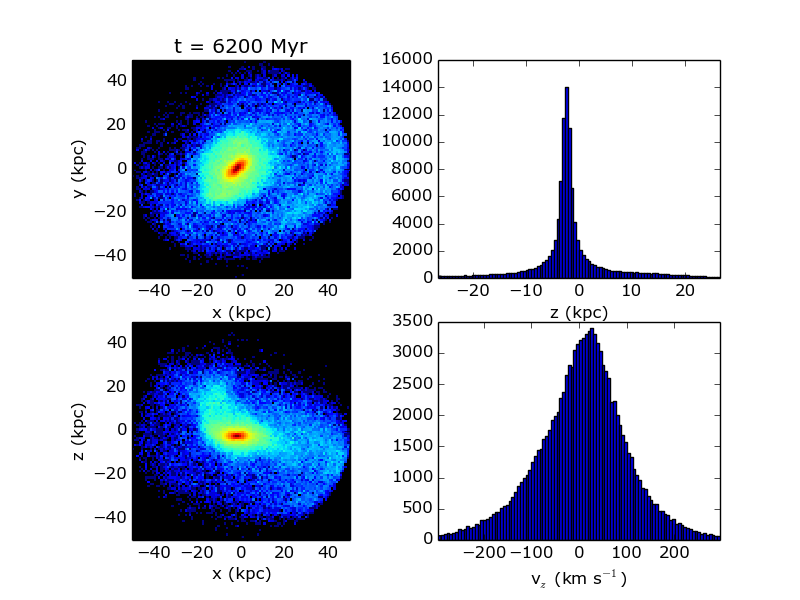 t = 6200 Myr
40
20
0
−20
−40
y (kpc)
−40 −20 0 20 40
x (kpc)
16000
14000
12000
10000
8000
6000
4000
2000
0
−20 −10 0 10 20
z (kpc)
40
20
0
−20
−40
z (kpc)
−40 −20 0 20 40
x (kpc)
3500
3000
2500
2000
1500
1000
500
0
−200 −100 0 100 200
v_z (km s⁻¹)